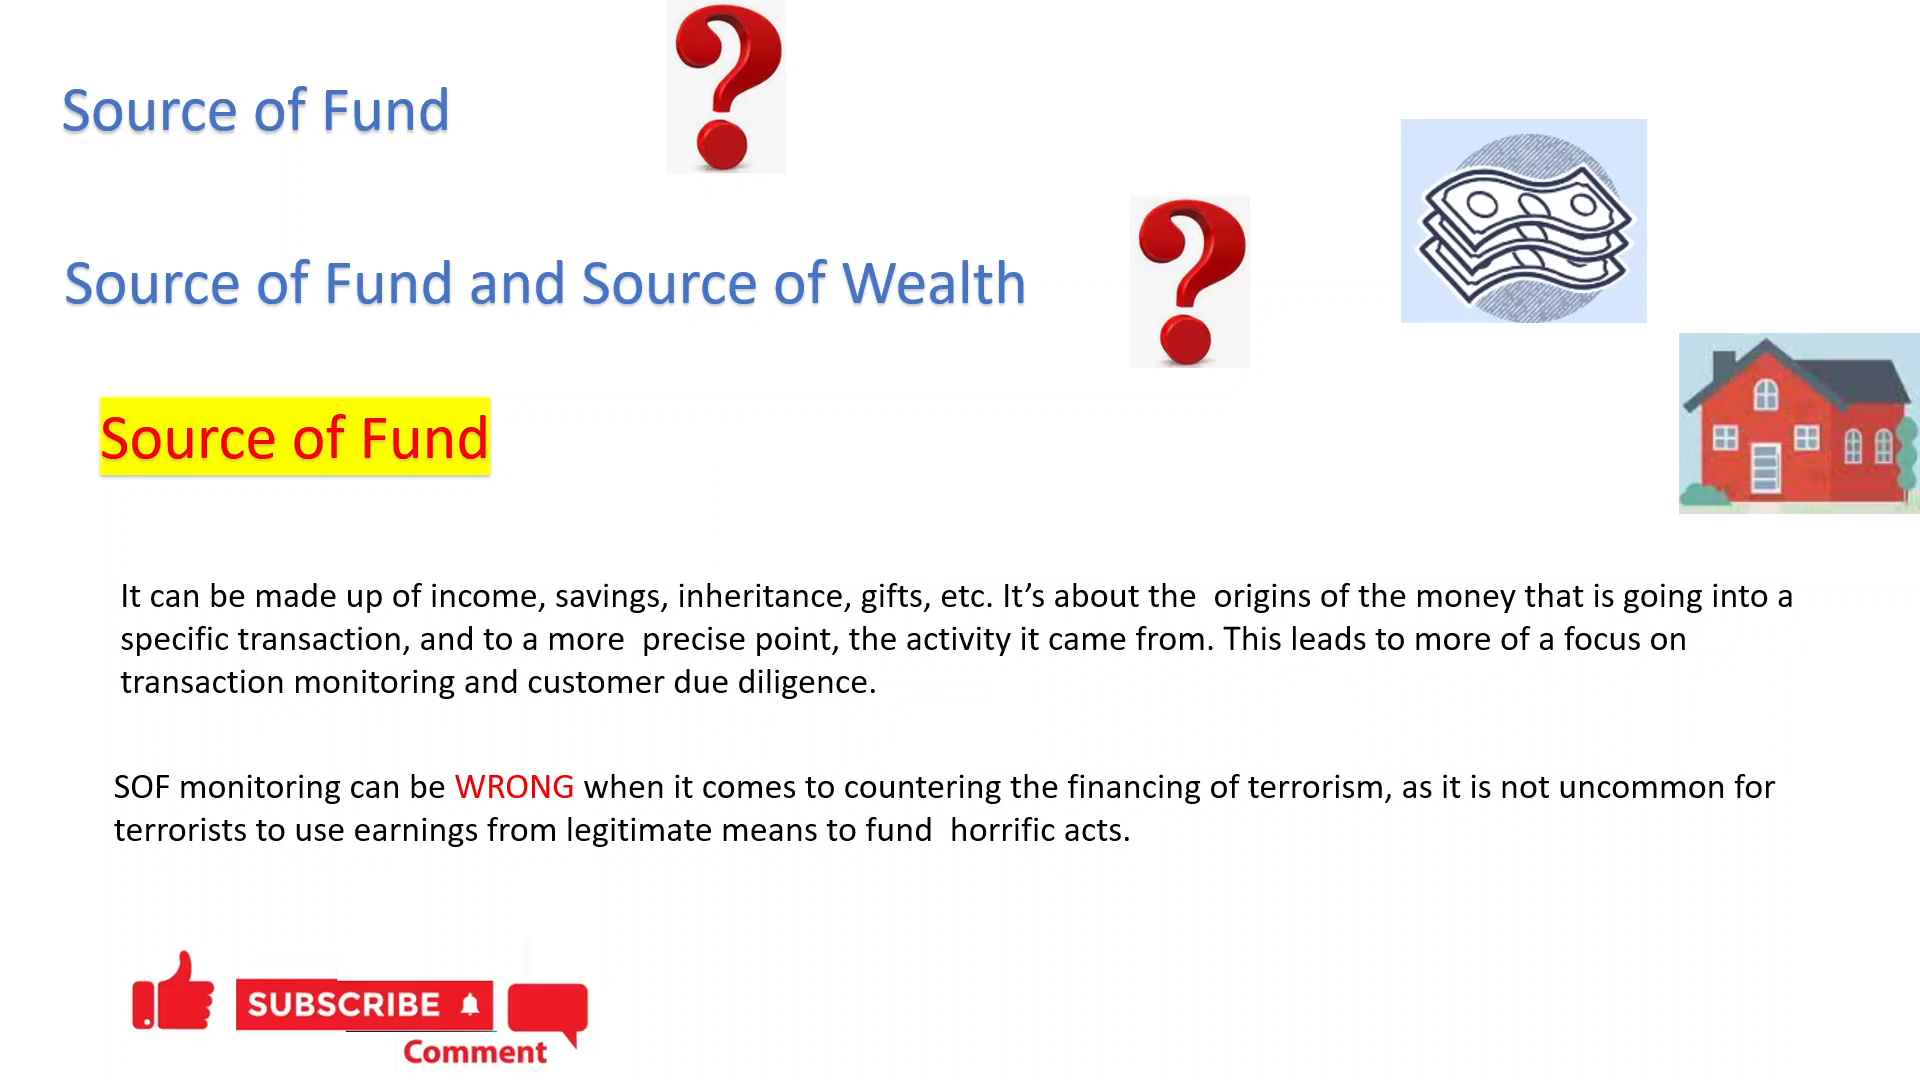 Source of Fund
Source of Fund and Source of Wealth
Source of Fund
It can be made up of income, savings, inheritance, gifts, etc. It’s about the  origins of the money that is going into a
specific transaction, and to a more  precise point, the activity it came from. This leads to more of a focus on
transaction monitoring and customer due diligence.
SOF monitoring can be WRONG when it comes to countering the financing of terrorism, as it is not uncommon for
terrorists to use earnings from legitimate means to fund  horrific acts.
SUBSCRIBE
Comment